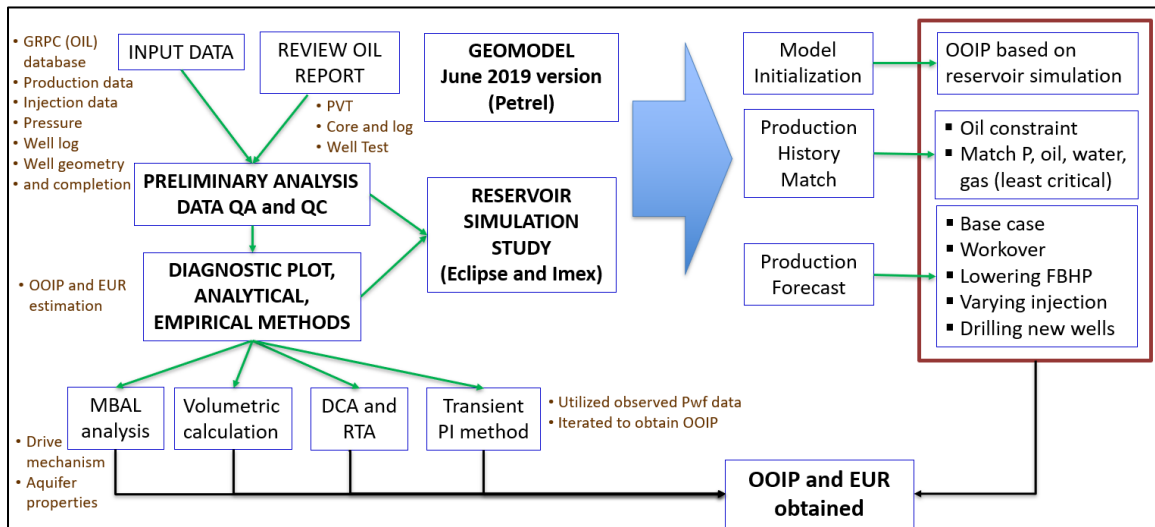 • GRPC (OIL)
database
• Production data
• Injection data
• Pressure
• Well log
• Well geometry
• and completion
INPUT DATA
REVIEW OIL
REPORT
• PVT
• Core and log
• Well Test
GEOMODEL
June 2019 version
(Petrel)
PRELIMINARY ANALYSIS
DATA QA and QC
RESERVOIR
SIMULATION
STUDY
(Eclipse and Imex)
• OOIP and EUR
estimation
DIAGNOSTIC PLOT,
ANALYTICAL,
EMPIRICAL METHODS
MBAL
analysis
Volumetric
calculation
DCA and
RTA
Transient
PI method
• Utilized observed Pwf data
• Iterated to obtain OOIP
• Drive
mechanism
• Aquifer
properties
Model
Initialization
OOIP based on
reservoir simulation
Production
History
Match
▪ Oil constraint
▪ Match P, oil, water,
gas (least critical)
Production
Forecast
▪ Base case
▪ Workover
▪ Lowering FBHP
▪ Varying injection
▪ Drilling new wells
OOIP and EUR
obtained